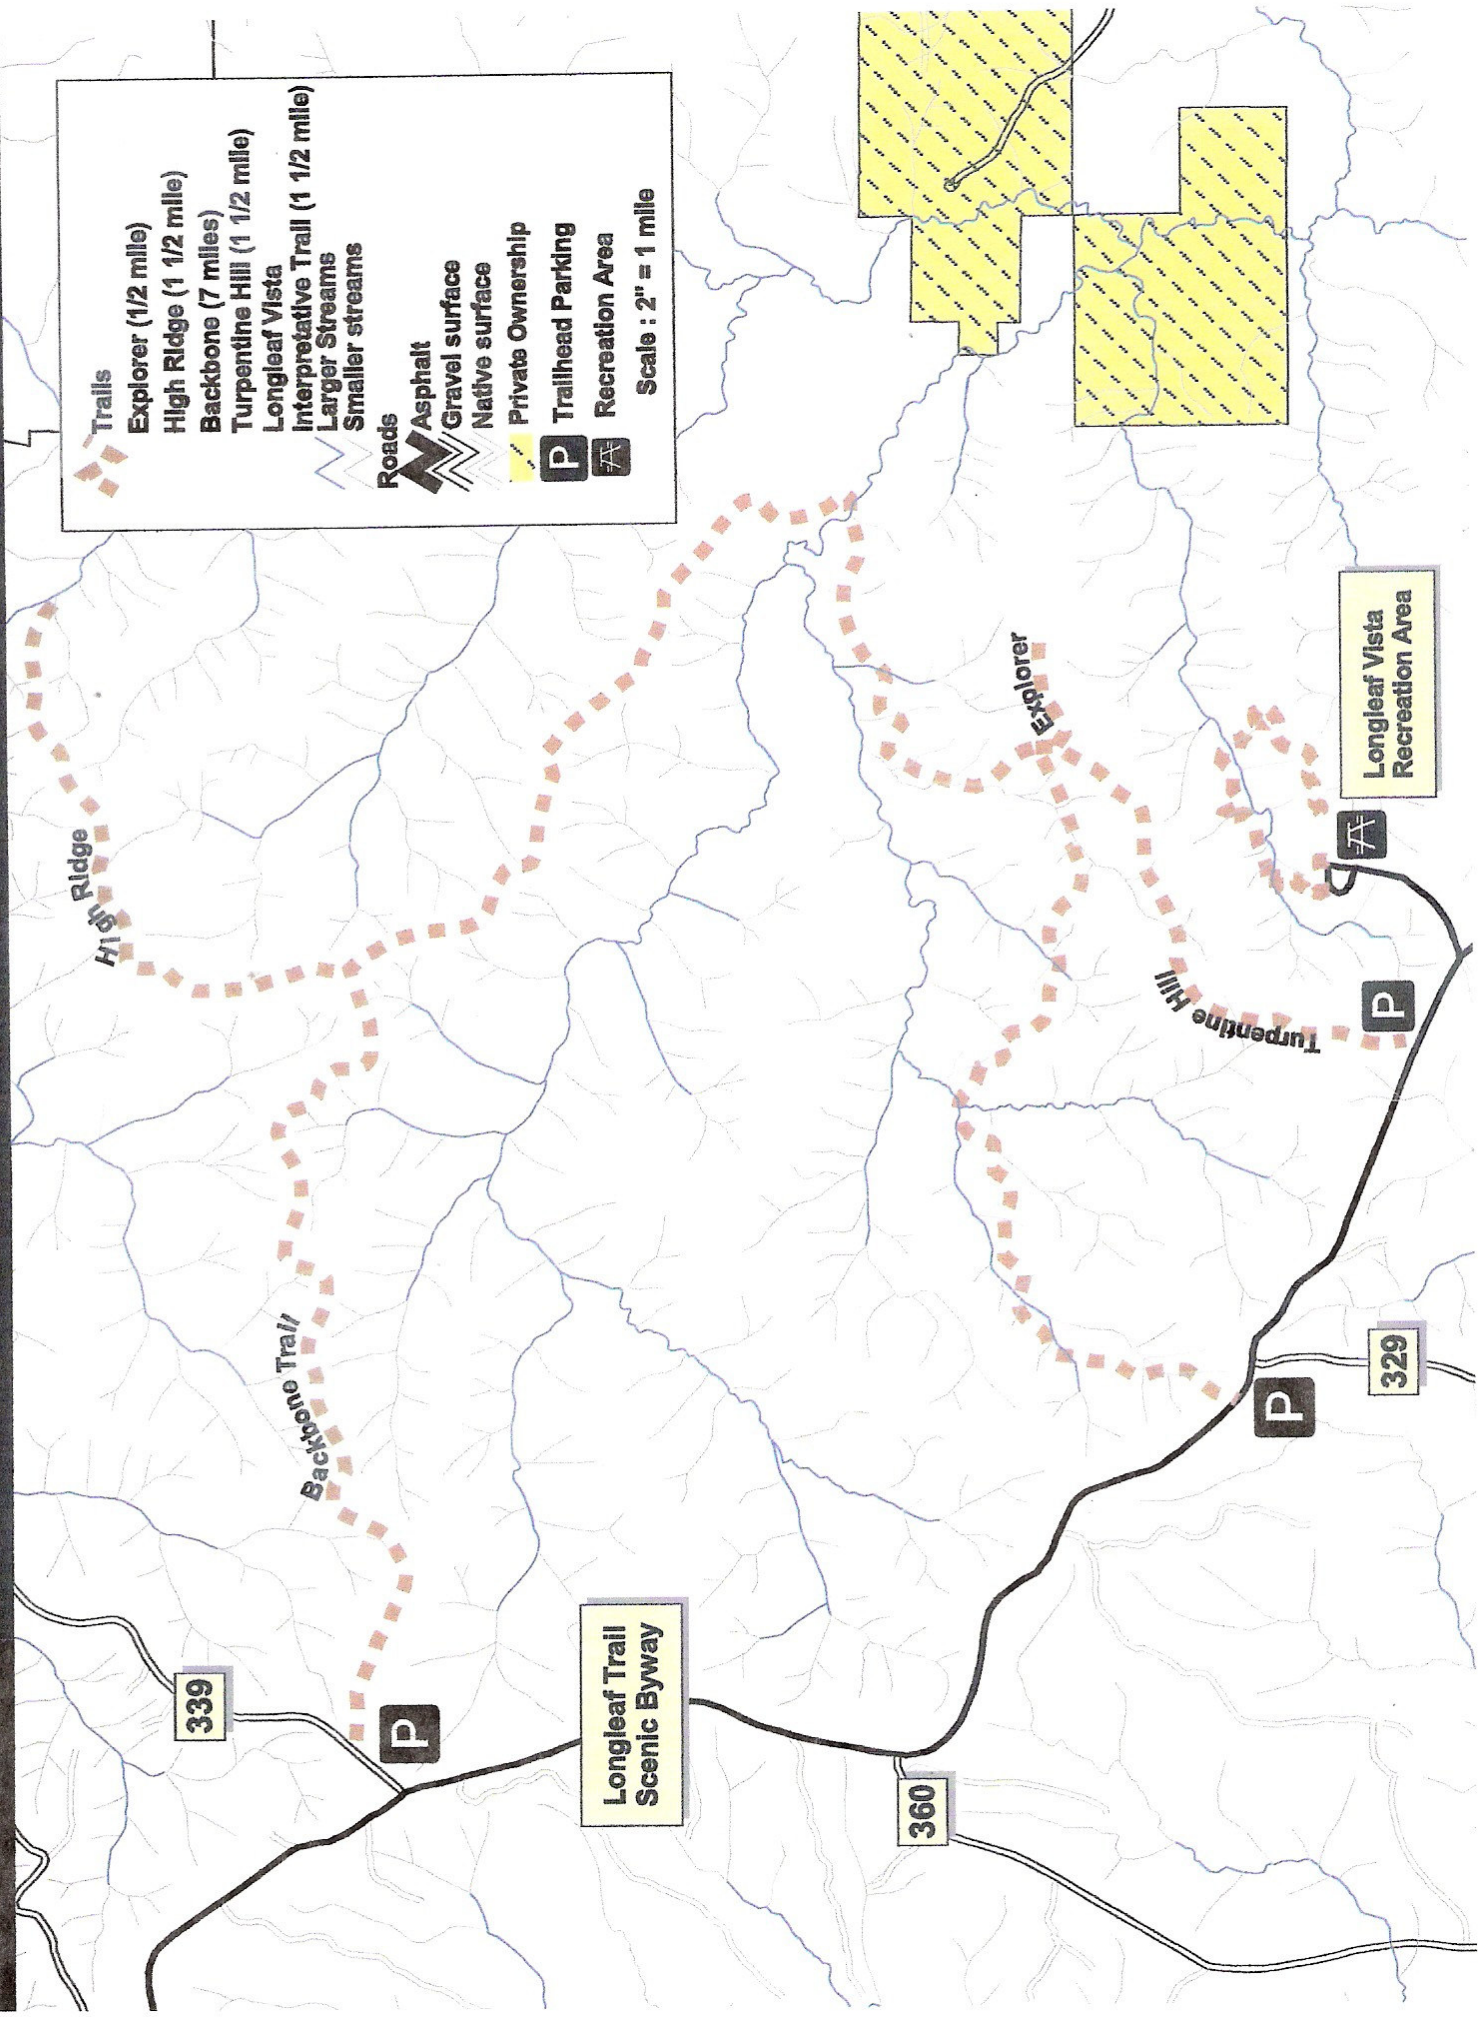 Trails
Explorer (1/2 mile)
High Ridge (1 1/2 mile)
Backbone (7 miles)
Turpentine Hill (1 1/2 mile)
Longleaf Vista
Interpretative Trail (1 1/2 mile)
Larger Streams
Smaller streams
Roads
Asphalt
Gravel surface
Native surface
Private Ownership
P Trailhead Parking
Recreation Area
Scale : 2" = 1 mile
High Ridge
Backbone Trail
339
P
Longleaf Trail
Scenic Byway
360
Explorer
Turpentine Hill
P
P
329
Longleaf Vista
Recreation Area